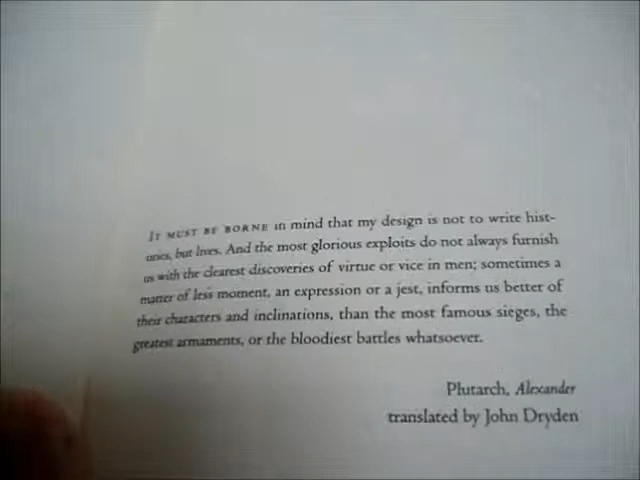 IT MUST BE BORNE in mind that my design is not to write hist-
ories, but lives. And the most glorious exploits do not always furnish
us with the clearest discoveries of virtue or vice in men; sometimes a
matter of less moment, an expression or a jest, informs us better of
their characters and inclinations, than the most famous sieges, the
greatest armaments, or the bloodiest battles whatsoever.
Plutarch, Alexander
translated by John Dryden